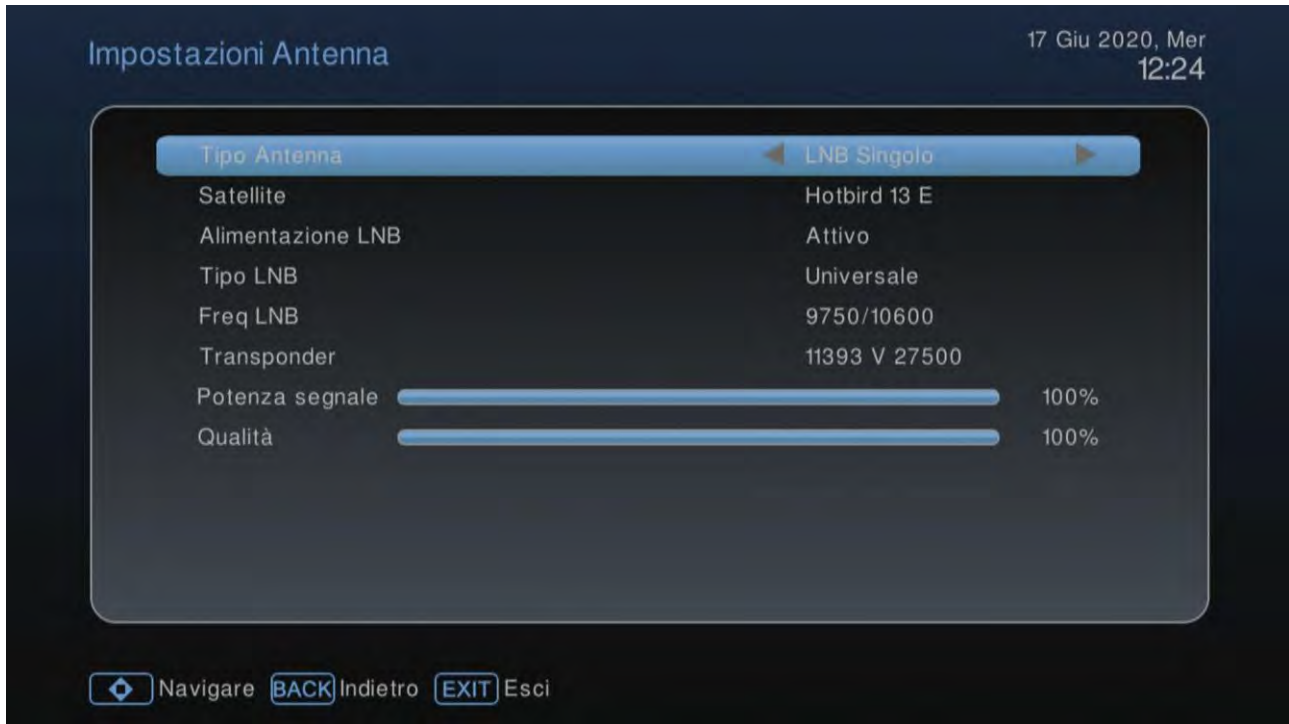 Impostazioni Antenna
17 Giu 2020, Mer
12:24
Tipo Antenna LNB Singolo
Satellite Hotbird 13 E
Alimentazione LNB Attivo
Tipo LNB Universale
Freq LNB 9750/10600
Transponder 11393 V 27500
Potenza segnale 100%
Qualità 100%
Navigare BACK Indietro EXIT Esci